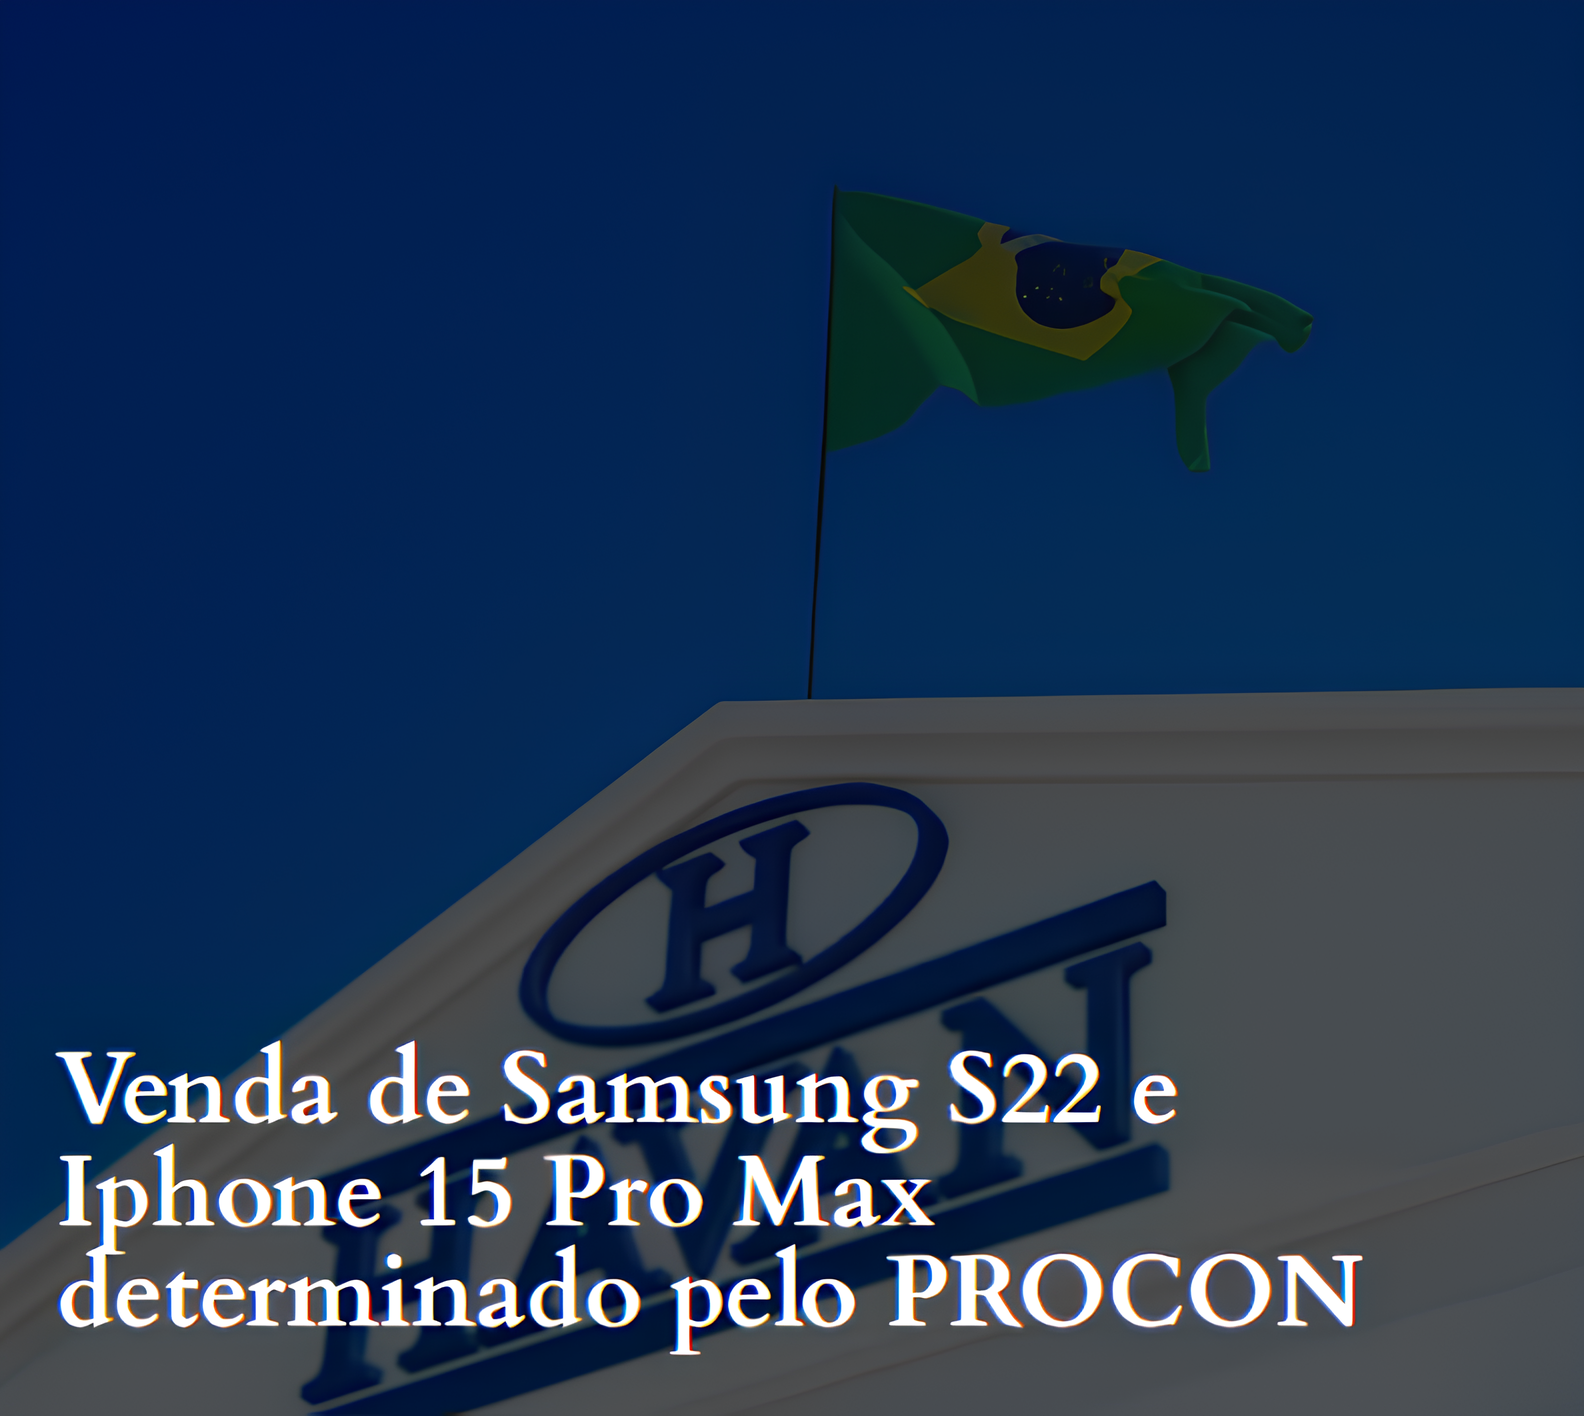 H
HAVAN
Venda de Samsung S22 e
Iphone 15 Pro Max
determinado pelo PROCON